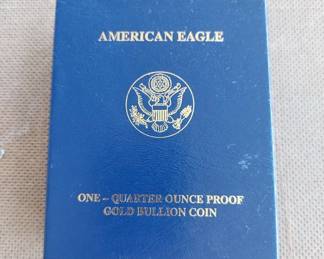 AMERICAN EAGLE
ONE - QUARTER OUNCE PROOF
GOLD BULLION COIN